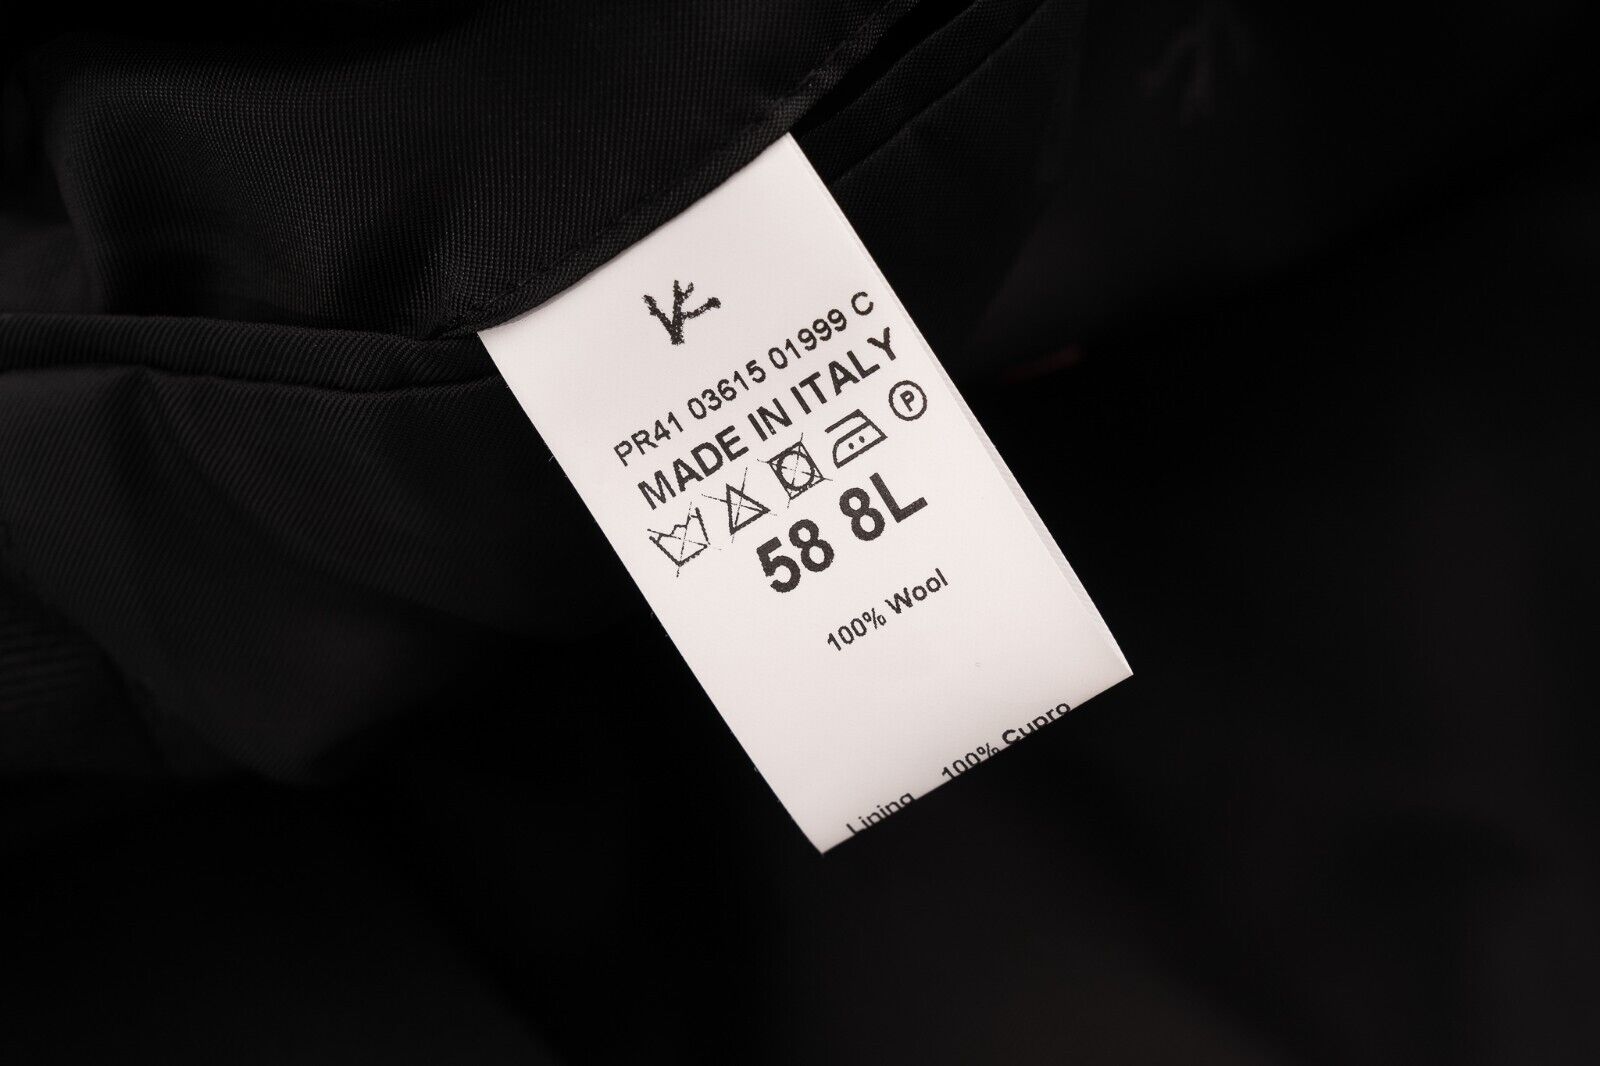 PR41 03615 01999 C
MADE IN ITALY
P
58 8L
100% Wool
Lining 100% Cupro